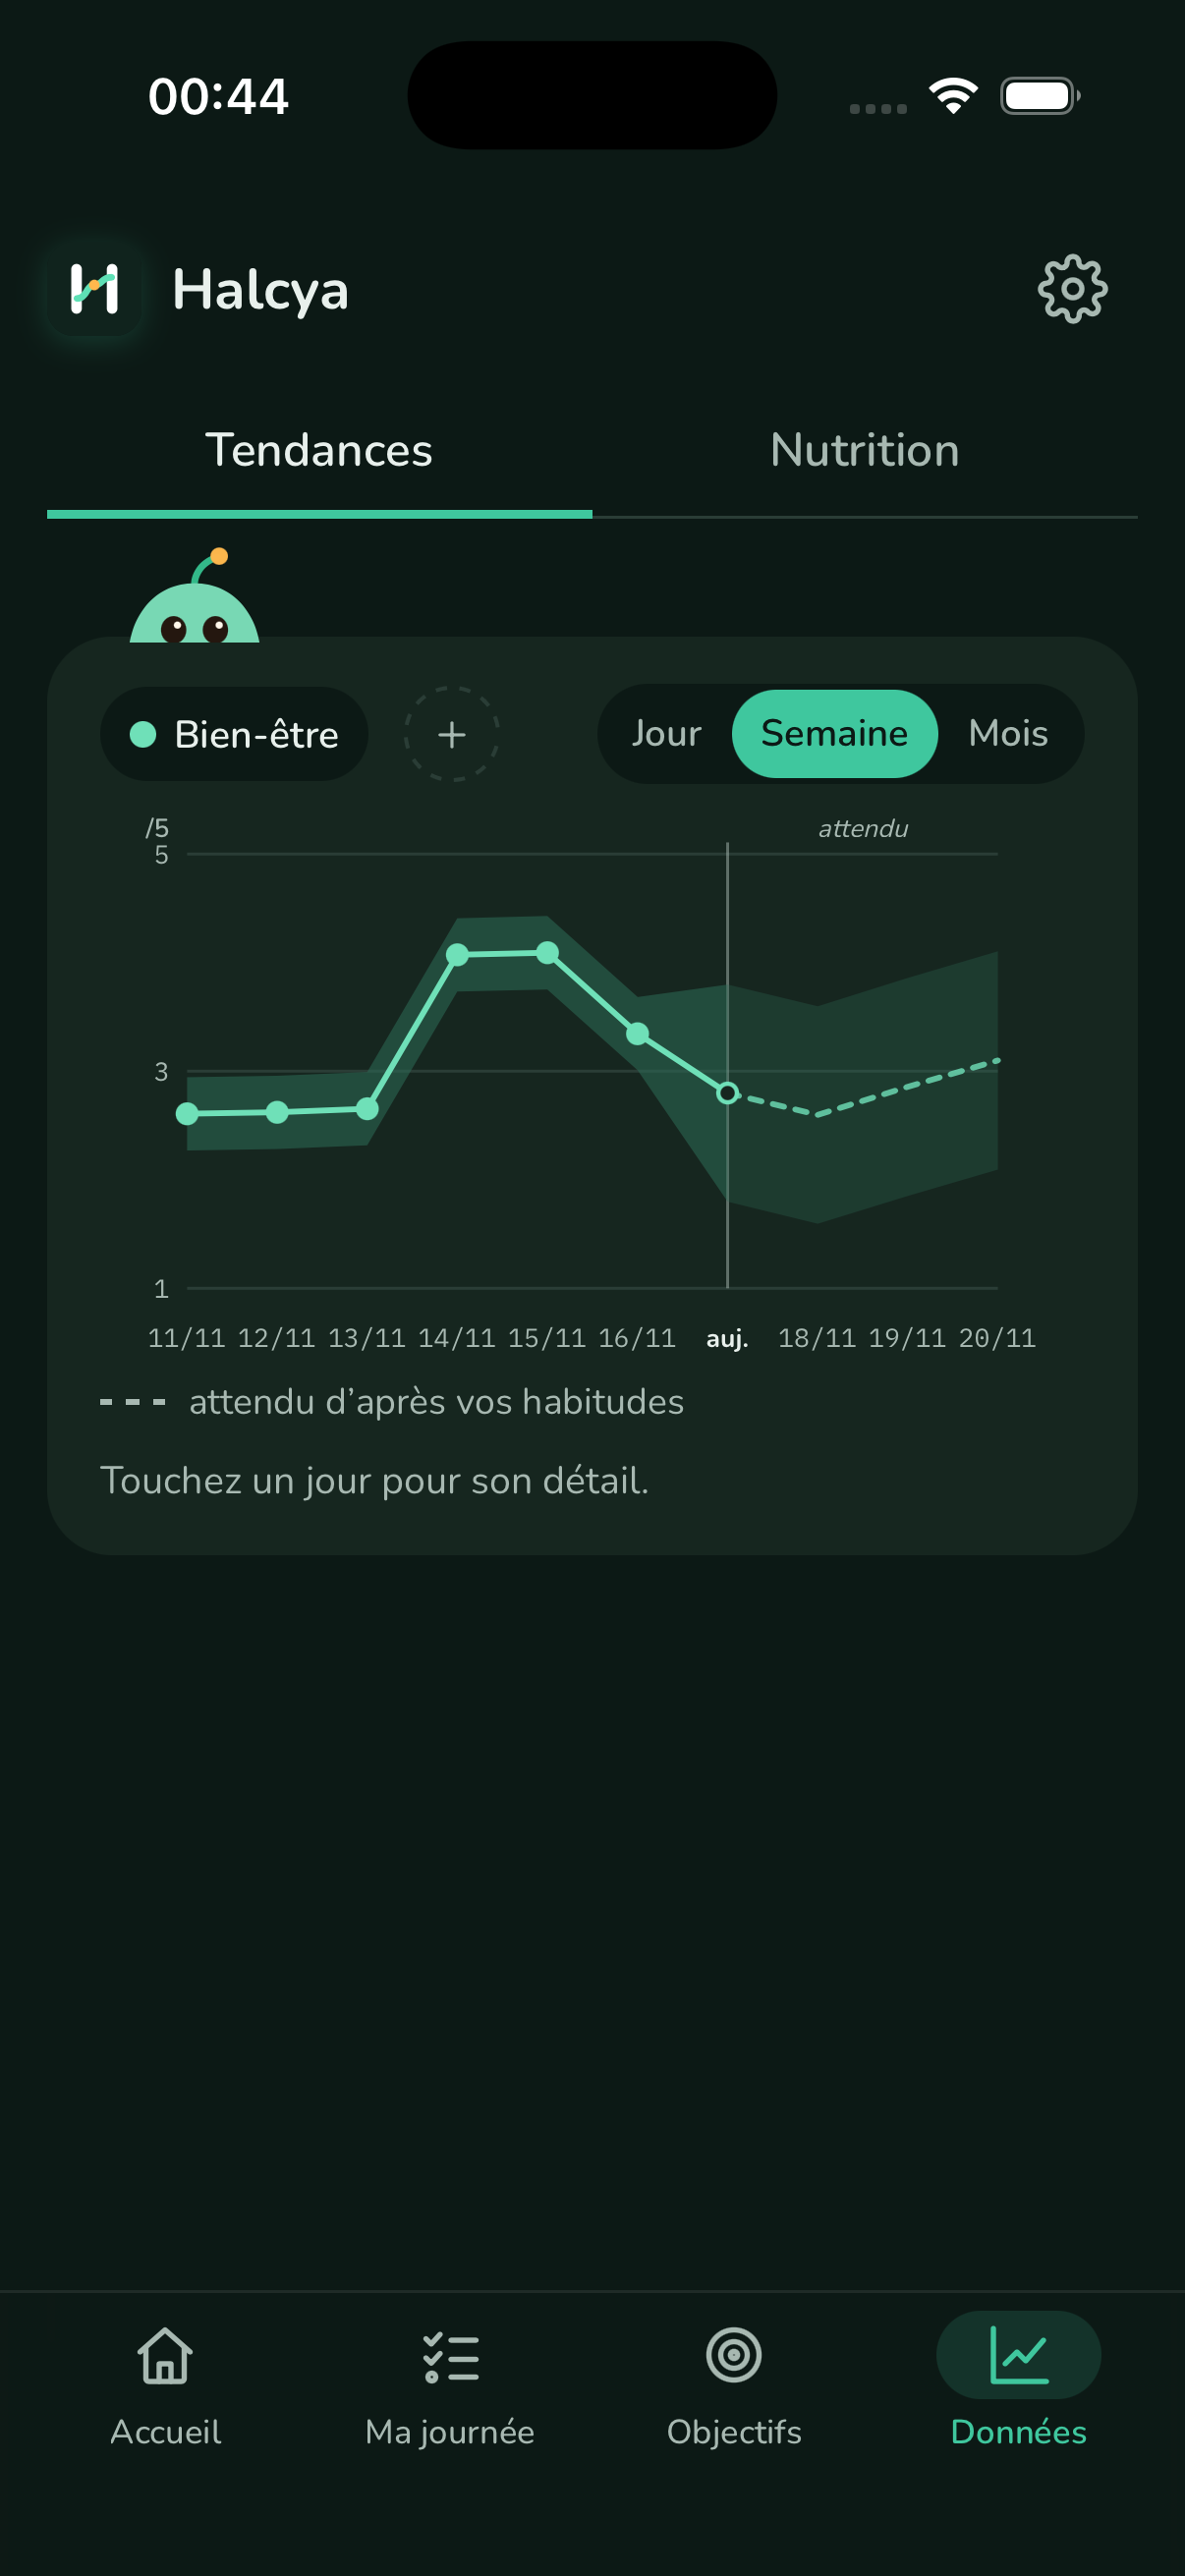 00:44
Halcya
Tendances
Nutrition
Bien-être
+
Jour
Semaine
Mois
/5
attendu
5
3
1
11/11 12/11 13/11 14/11 15/11 16/11 auj. 18/11 19/11 20/11
attendu d’après vos habitudes
Touchez un jour pour son détail.
Accueil
Ma journée
Objectifs
Données